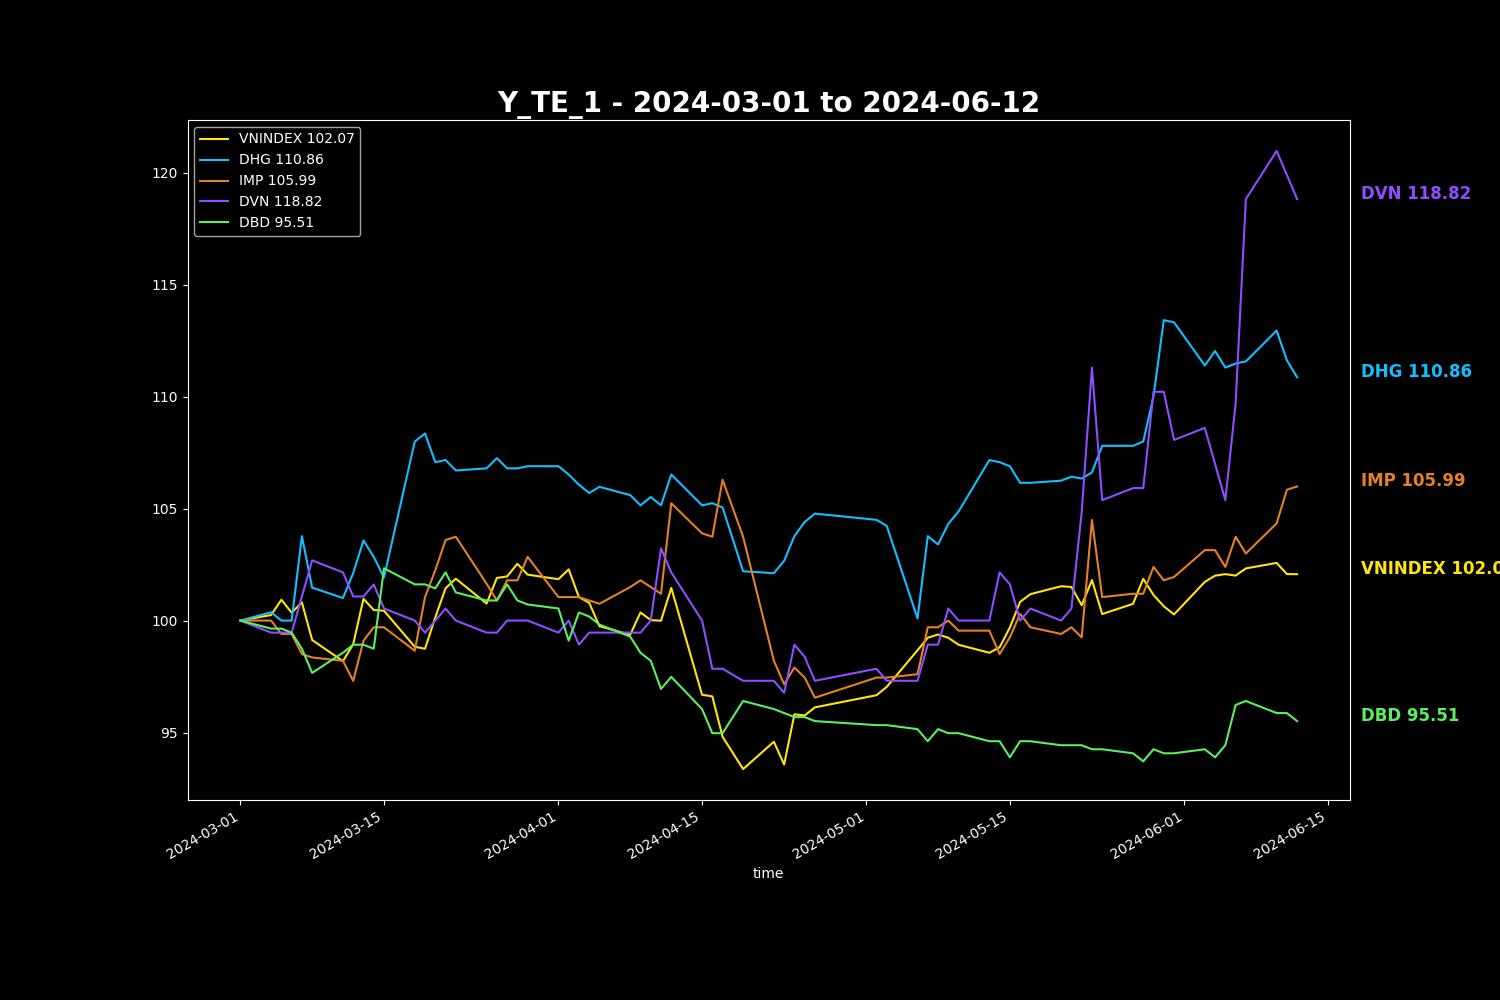 Y_TE_1 - 2024-03-01 to 2024-06-12
VNINDEX 102.07
DHG 110.86
IMP 105.99
DVN 118.82
DBD 95.51
120
115
110
105
100
95
DVN 118.82
DHG 110.86
IMP 105.99
VNINDEX 102.0
DBD 95.51
2024-03-01
2024-03-15
2024-04-01
2024-04-15
2024-05-01
2024-05-15
2024-06-01
2024-06-15
time